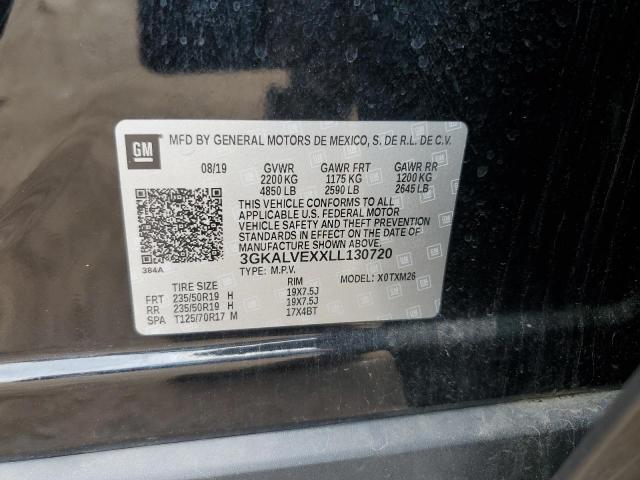 GM MFD BY GENERAL MOTORS DE MEXICO, S. DE R.L. DE C.V.
08/19 GVWR GAWR FRT GAWR RR
2200 KG 1175 KG 1200 KG
4850 LB 2590 LB 2645 LB
THIS VEHICLE CONFORMS TO ALL
APPLICABLE U.S. FEDERAL MOTOR
VEHICLE SAFETY AND THEFT PREVENTION
STANDARDS IN EFFECT ON THE DATE OF
MANUFACTURE SHOWN ABOVE.
384A 3GKALVEXXLL130720
TYPE: M.P.V. MODEL: X0TXM26
TIRE SIZE RIM
FRT 235/50R19 H 19X7.5J
RR 235/50R19 H 19X7.5J
SPA T125/70R17 M 17X4BT